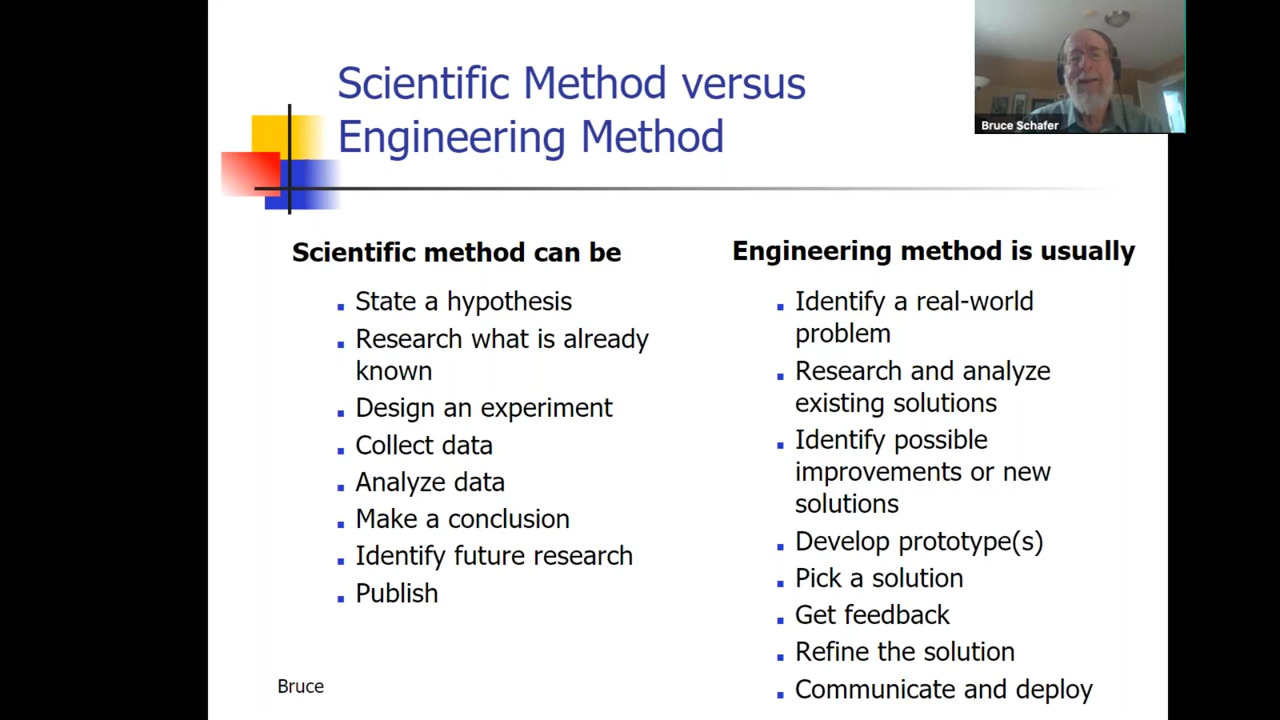 Scientific Method versus
Engineering Method
Bruce Schafer
Scientific method can be
State a hypothesis
Research what is already
known
Design an experiment
Collect data
Analyze data
Make a conclusion
Identify future research
Publish
Engineering method is usually
Identify a real-world
problem
Research and analyze
existing solutions
Identify possible
improvements or new
solutions
Develop prototype(s)
Pick a solution
Get feedback
Refine the solution
Communicate and deploy
Bruce